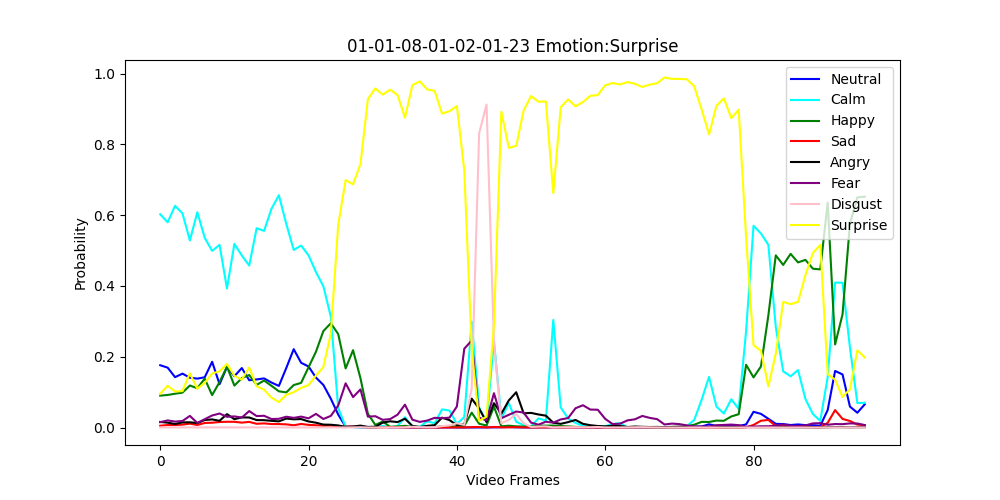 01-01-08-01-02-01-23 Emotion:Surprise
1.0
0.8
0.6
0.4
0.2
0.0
Probability
0
20
40
60
80
Video Frames
Neutral
Calm
Happy
Sad
Angry
Fear
Disgust
Surprise